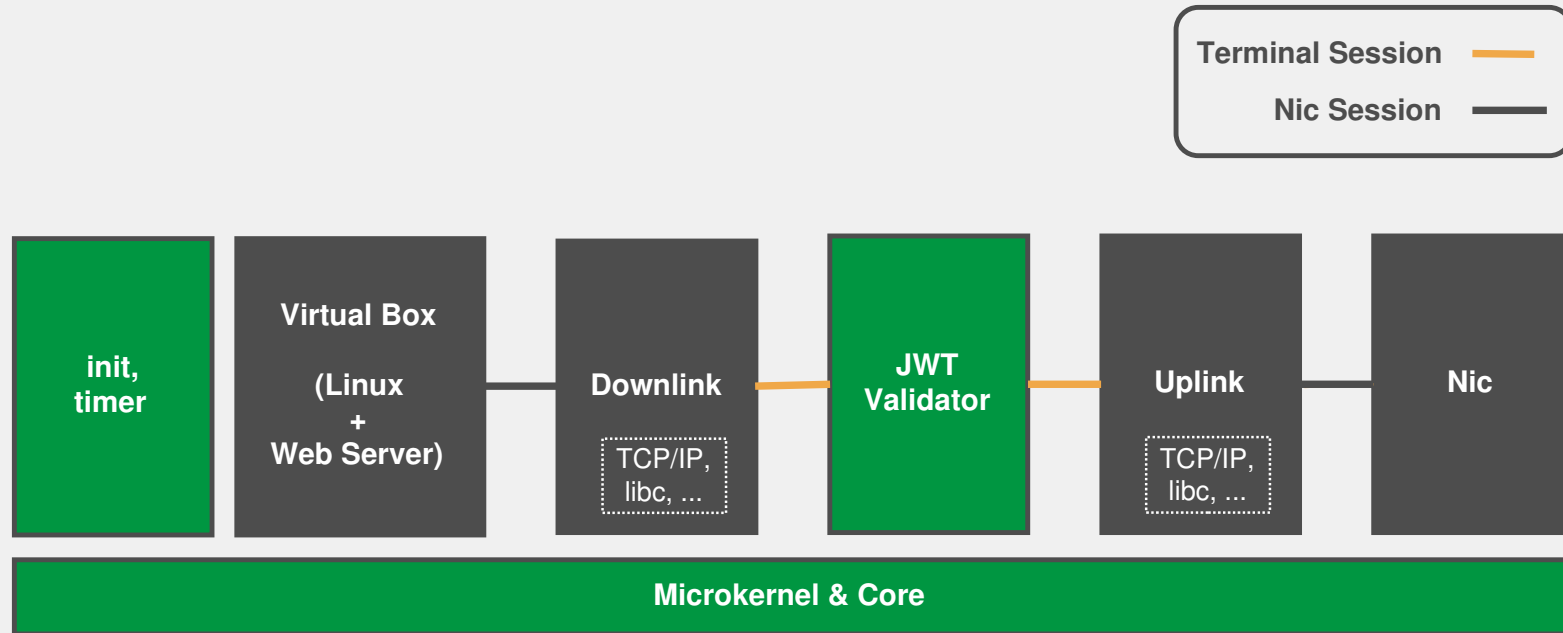 Terminal Session
Nic Session
init,
timer
Virtual Box
(Linux
+
Web Server)
Downlink
TCP/IP,
libc, ...
JWT
Validator
Uplink
TCP/IP,
libc, ...
Nic
Microkernel & Core